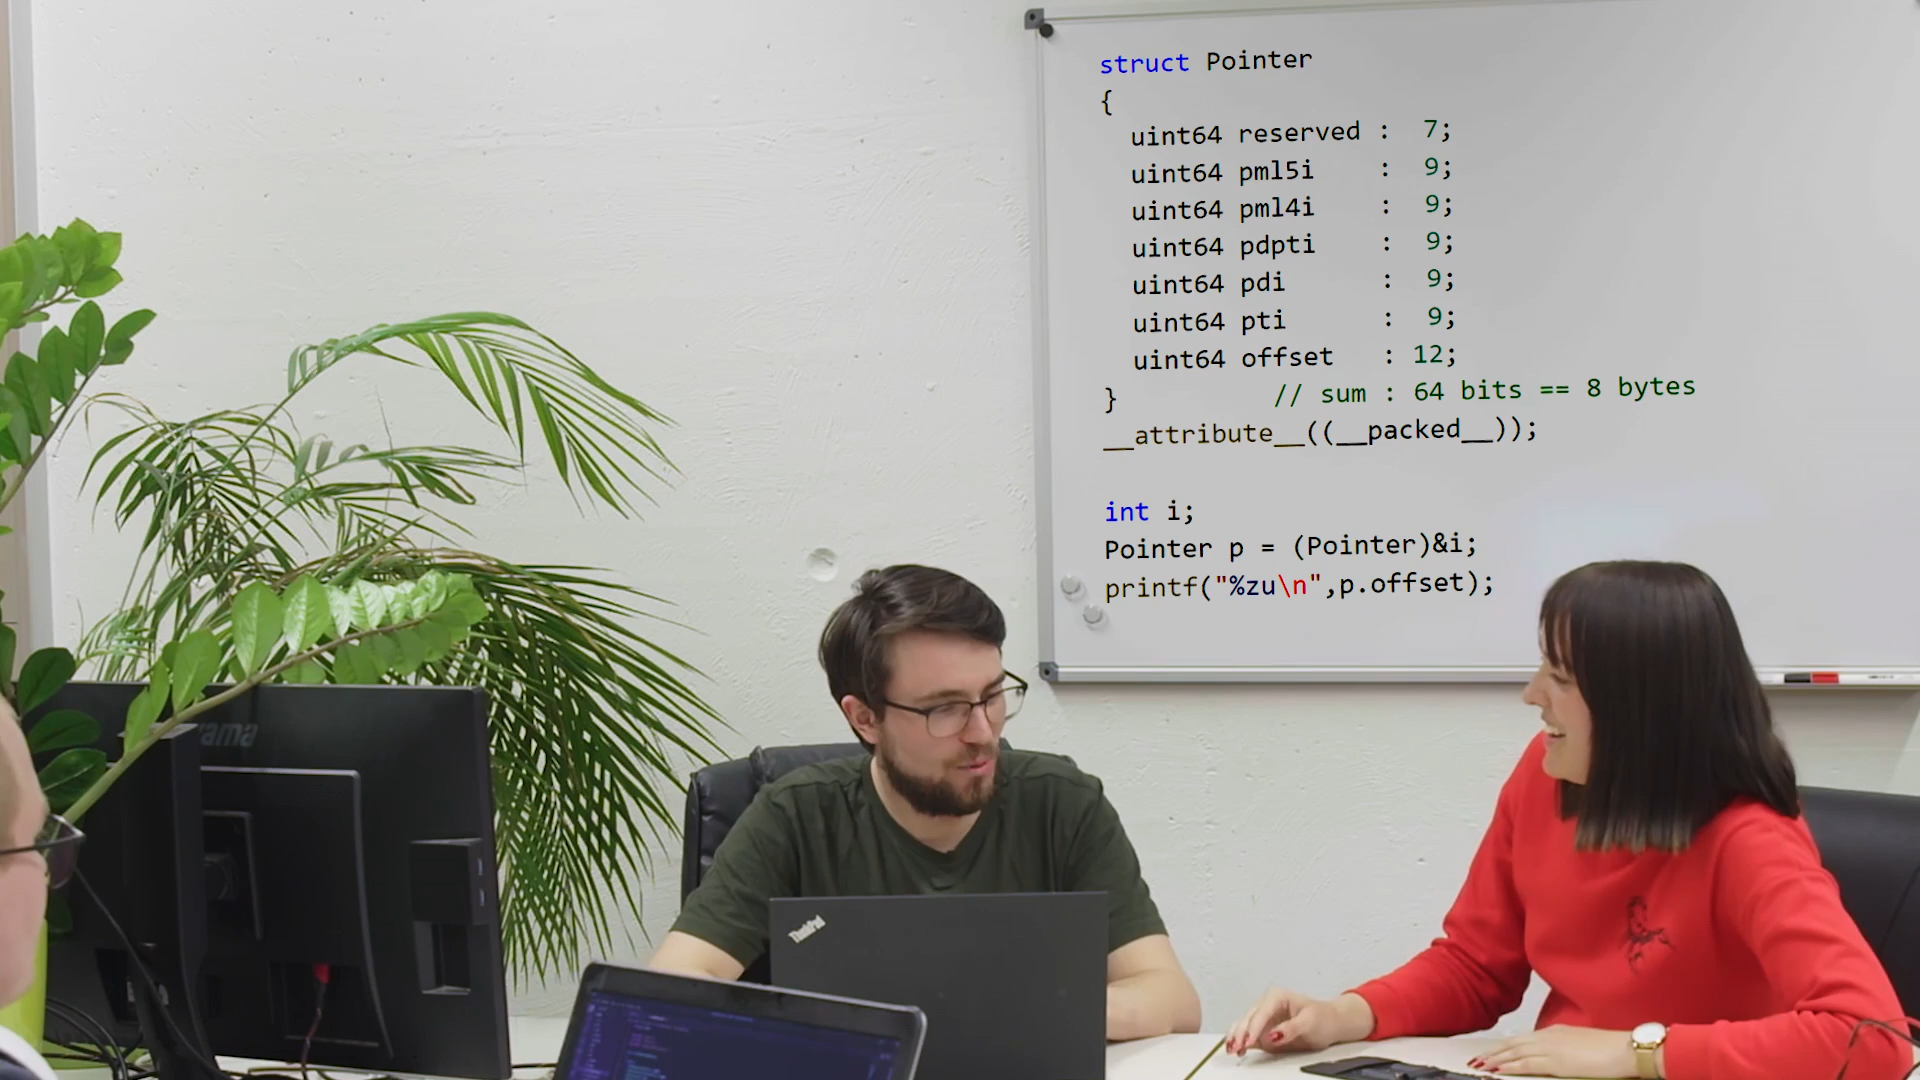 struct Pointer
{
  uint64 reserved :  7;
  uint64 pml5i    :  9;
  uint64 pml4i    :  9;
  uint64 pdpti    :  9;
  uint64 pdi      :  9;
  uint64 pti      :  9;
  uint64 offset   : 12;
}          // sum : 64 bits == 8 bytes
__attribute__((__packed__));
int i;
Pointer p = (Pointer)&i;
printf("%zu\n",p.offset);
ThinkPad